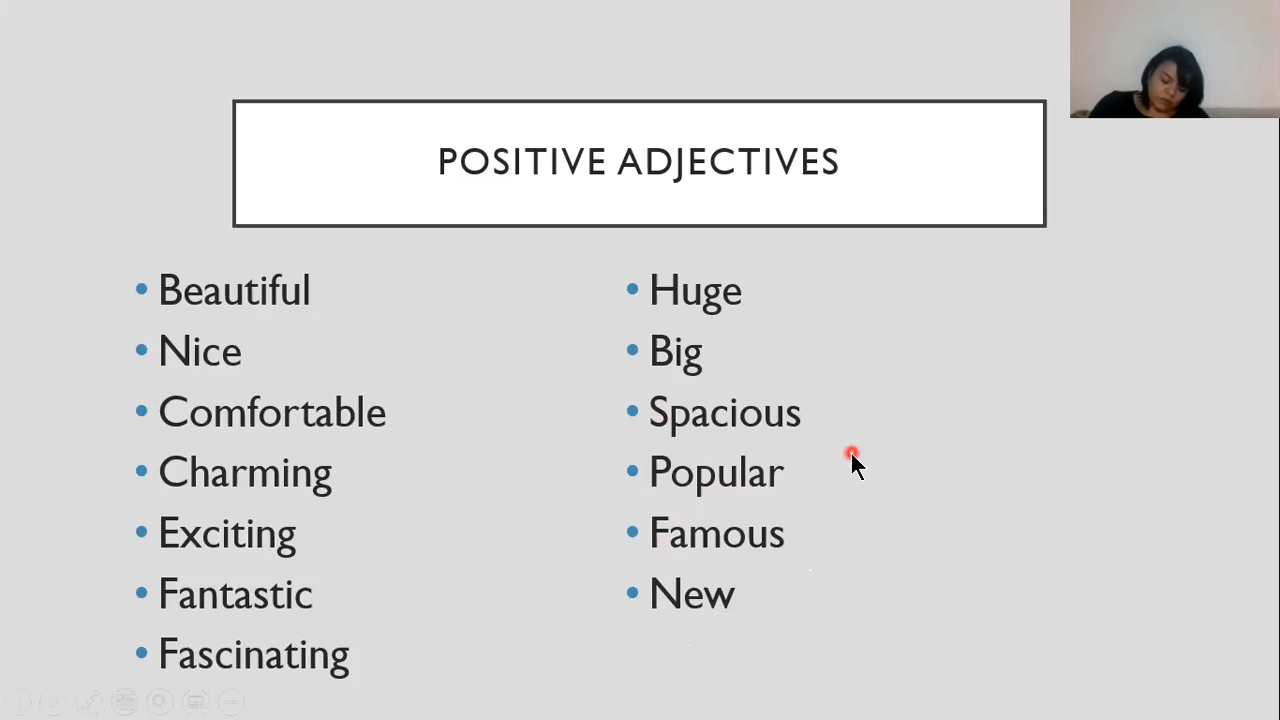 POSITIVE ADJECTIVES
• Beautiful
• Nice
• Comfortable
• Charming
• Exciting
• Fantastic
• Fascinating
• Huge
• Big
• Spacious
• Popular
• Famous
• New